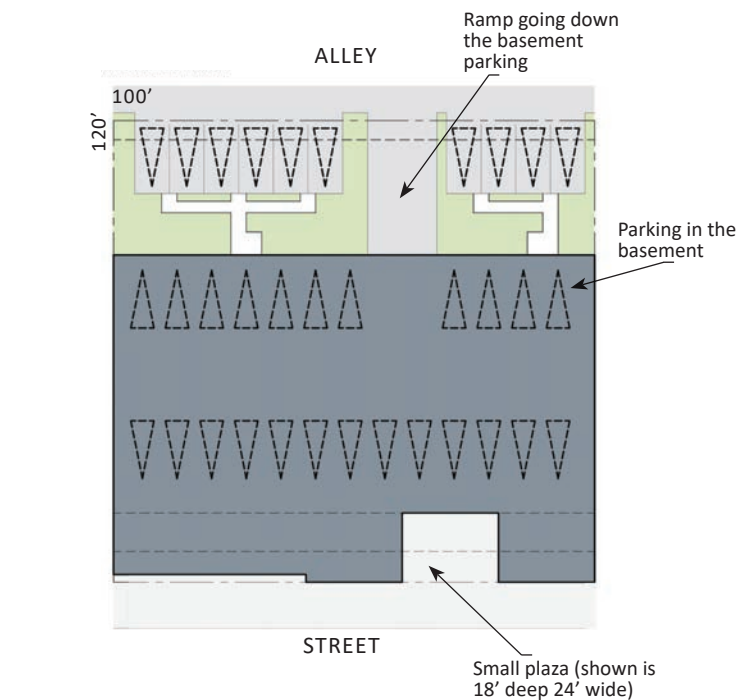 Ramp going down
the basement
parking
ALLEY
100’
120’
Parking in the
basement
STREET
Small plaza (shown is
18’ deep 24’ wide)